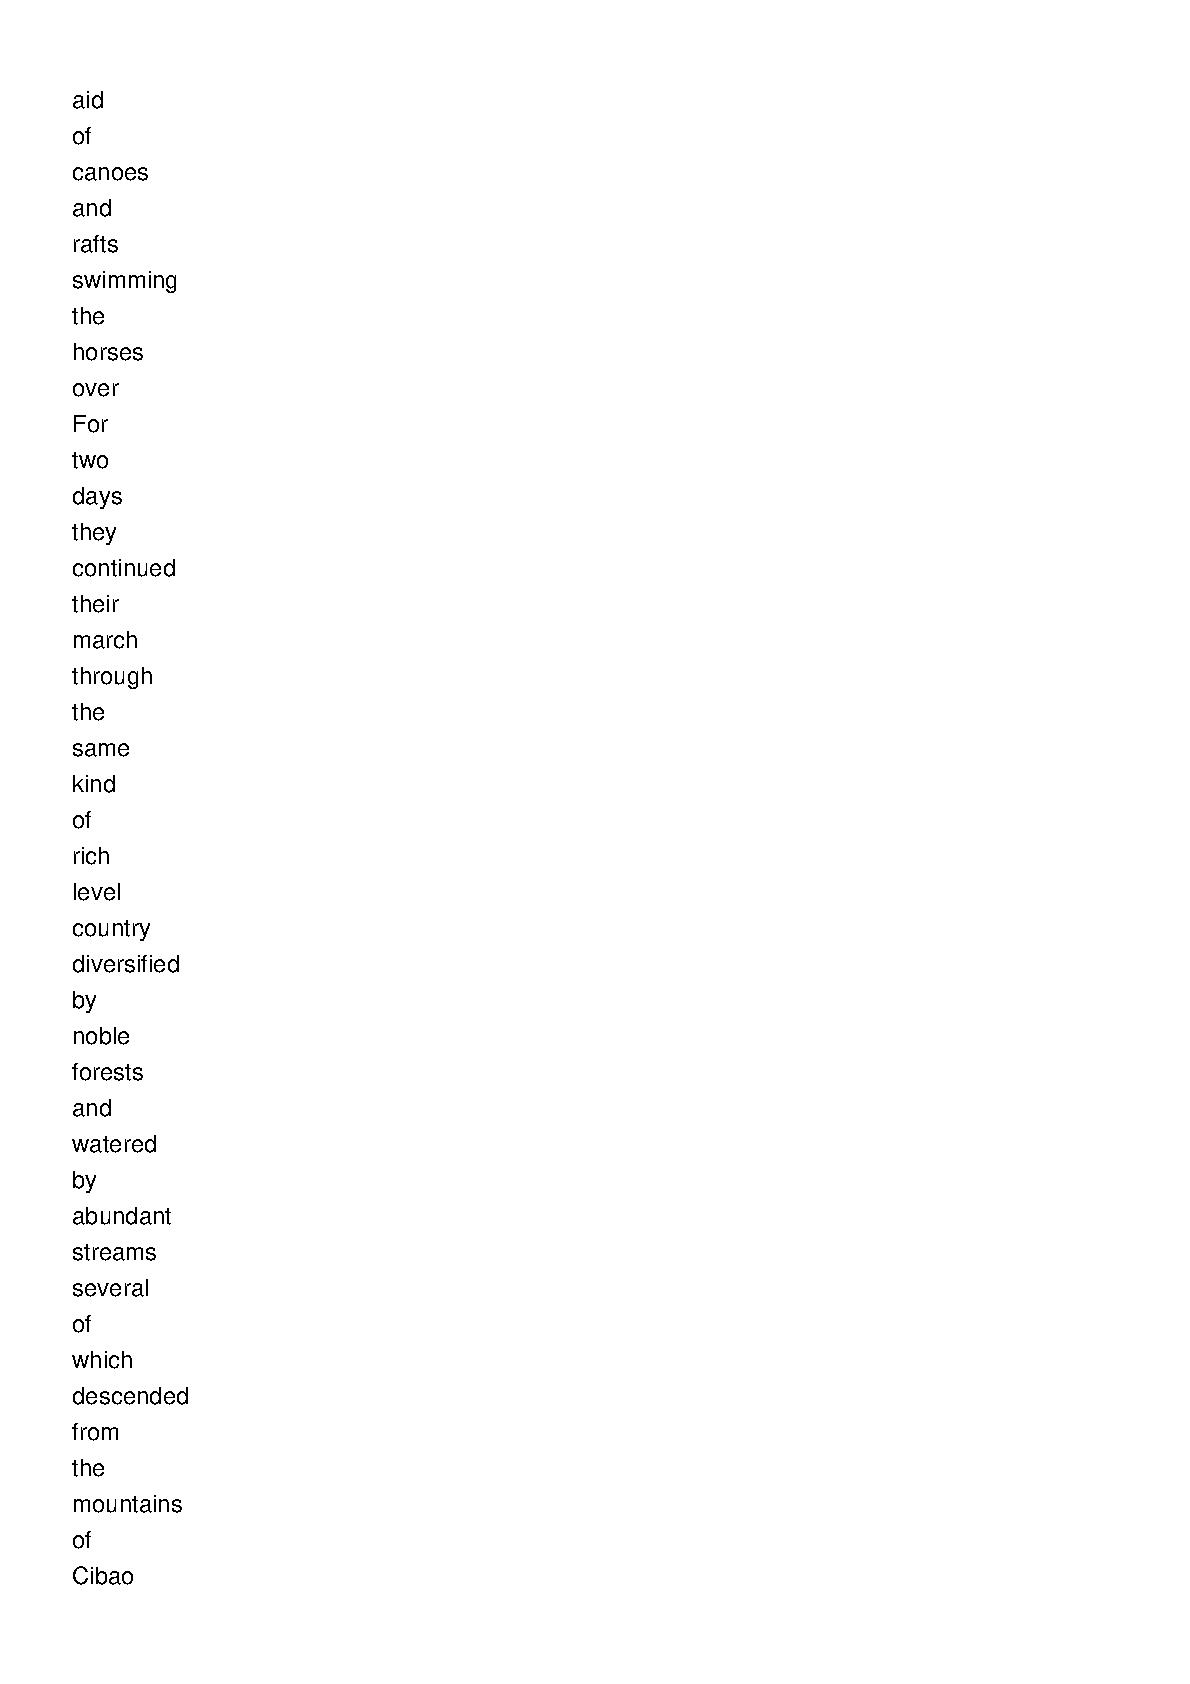 aid
of
canoes
and
rafts
swimming
the
horses
over
For
two
days
they
continued
their
march
through
the
same
kind
of
rich
level
country
diversified
by
noble
forests
and
watered
by
abundant
streams
several
of
which
descended
from
the
mountains
of
Cibao